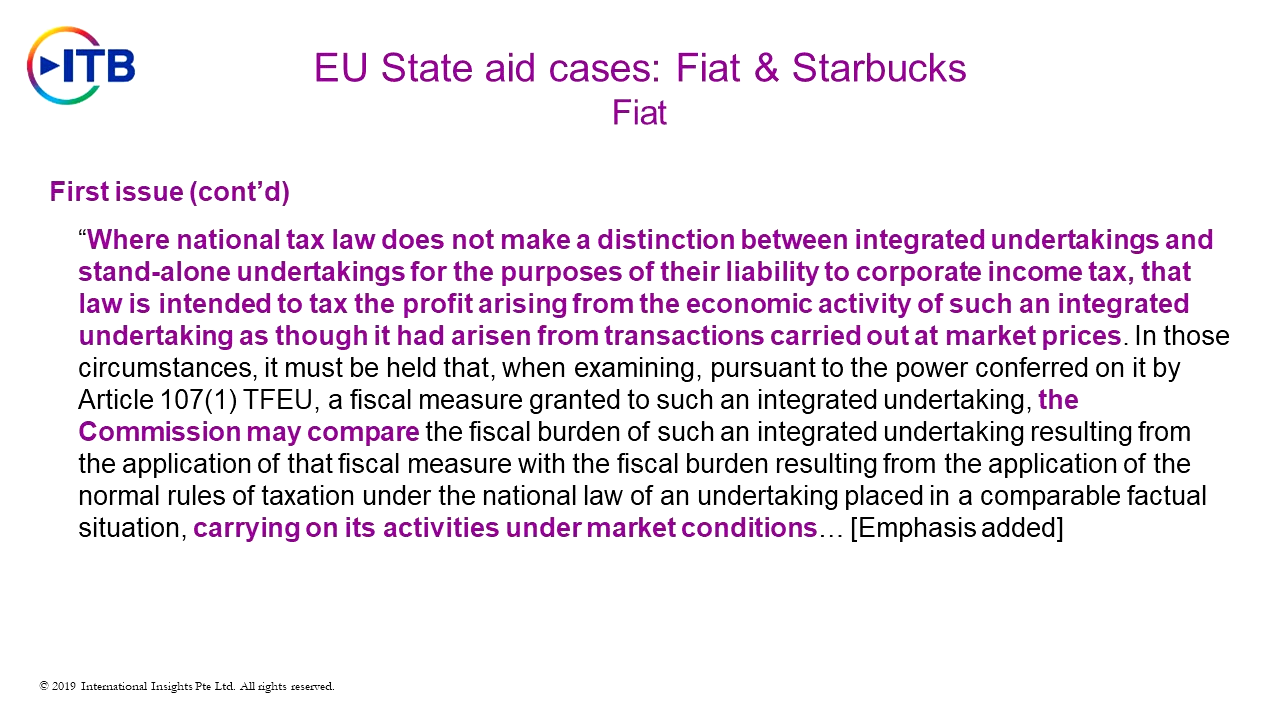 ITB
EU State aid cases: Fiat & Starbucks
Fiat
First issue (cont’d)
“Where national tax law does not make a distinction between integrated undertakings and
stand-alone undertakings for the purposes of their liability to corporate income tax, that
law is intended to tax the profit arising from the economic activity of such an integrated
undertaking as though it had arisen from transactions carried out at market prices. In those
circumstances, it must be held that, when examining, pursuant to the power conferred on it by
Article 107(1) TFEU, a fiscal measure granted to such an integrated undertaking, the
Commission may compare the fiscal burden of such an integrated undertaking resulting from
the application of that fiscal measure with the fiscal burden resulting from the application of the
normal rules of taxation under the national law of an undertaking placed in a comparable factual
situation, carrying on its activities under market conditions… [Emphasis added]
© 2019 International Insights Pte Ltd. All rights reserved.